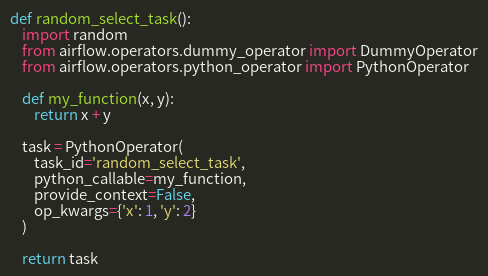 def random_select_task():
    import random
    from airflow.operators.dummy_operator import DummyOperator
    from airflow.operators.python_operator import PythonOperator

    def my_function(x, y):
        return x + y

    task = PythonOperator(
        task_id='random_select_task',
        python_callable=my_function,
        provide_context=False,
        op_kwargs={'x': 1, 'y': 2}
    )

    return task